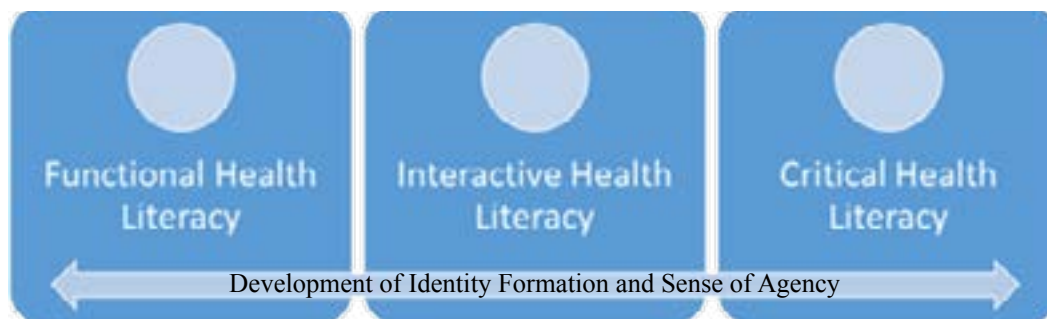 Functional Health
Literacy
Interactive Health
Literacy
Critical Health
Literacy
Development of Identity Formation and Sense of Agency